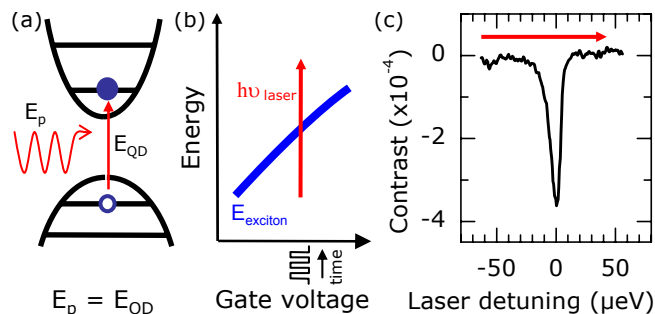 (a)
E_p
E_QD
E_p = E_QD
(b)
Energy
hυ laser
E_exciton
time
Gate voltage
(c)
Contrast (x10⁻⁴)
0
-2
-4
-50 0 50
Laser detuning (µeV)